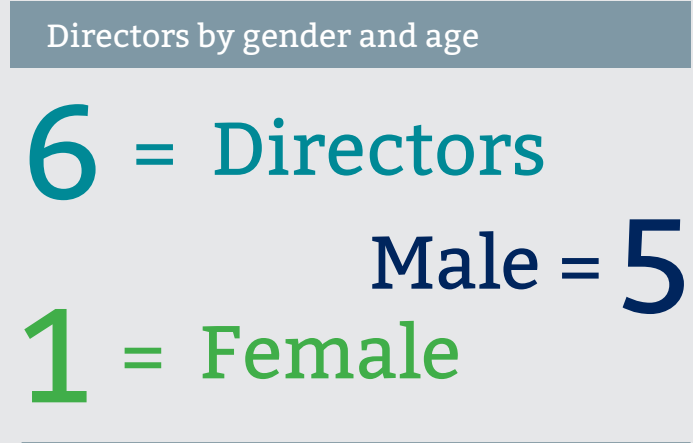 Directors by gender and age
6 = Directors
Male = 5
1 = Female